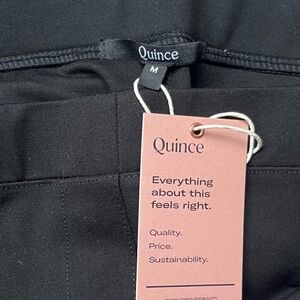 Quince
M
Quince
Everything
about this
feels right.
Quality.
Price.
Sustainability.